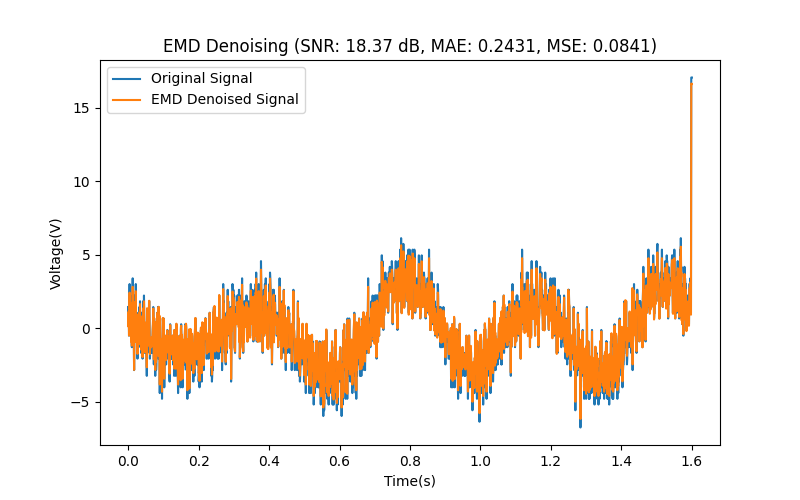 EMD Denoising (SNR: 18.37 dB, MAE: 0.2431, MSE: 0.0841)
Original Signal
EMD Denoised Signal
15
10
5
0
−5
Voltage(V)
0.0 0.2 0.4 0.6 0.8 1.0 1.2 1.4 1.6
Time(s)